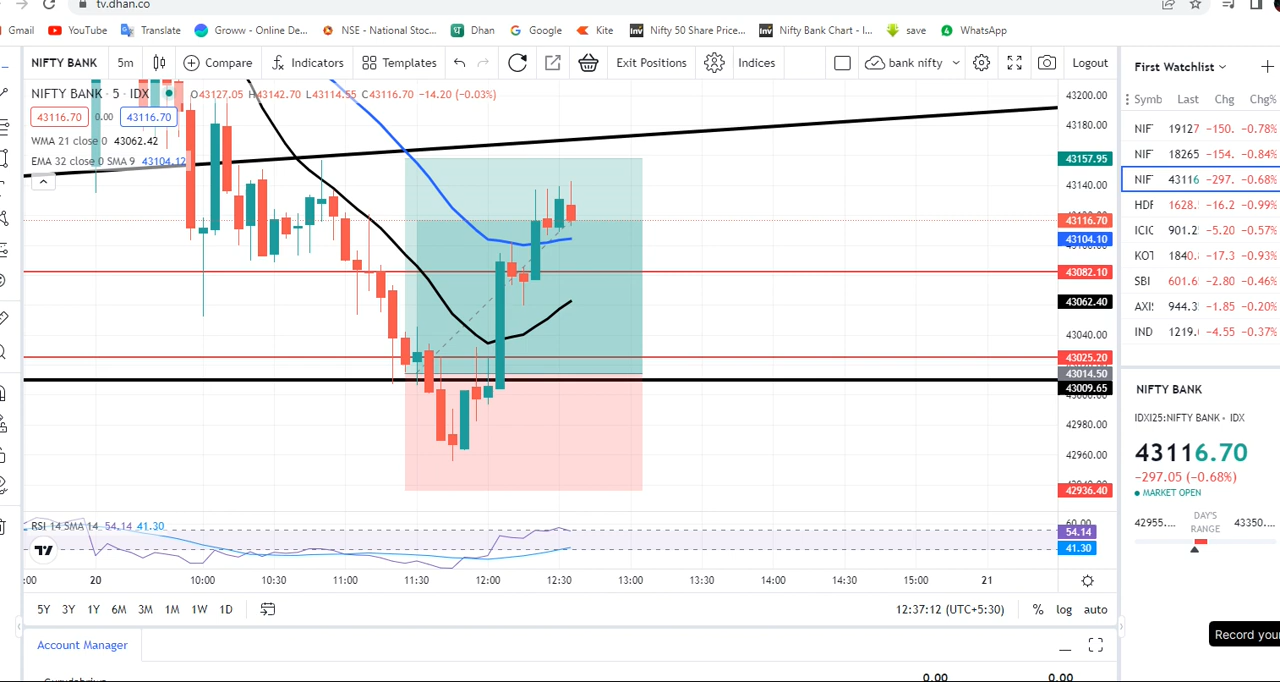 tv.dhan.co
Gmail YouTube Translate Groww - Online De... NSE - National Stoc... Dhan Google Kite Nifty 50 Share Price... Nifty Bank Chart - I... save WhatsApp
NIFTY BANK 5m Compare Indicators Templates Exit Positions Indices bank nifty Logout First Watchlist
NIFTY BANK · 5 · IDX O43127.05 H43142.70 L43114.55 C43116.70 -14.20 (-0.03%)
43116.70 0.00 43116.70
WMA 21 close 0 43062.42
EMA 32 close 0 SMA 9 43104.12
43200.00
43180.00
43157.95
43140.00
43116.70
43104.10
43082.10
43062.40
43040.00
43025.20
43014.50
43009.65
42980.00
42960.00
42936.40
Symb Last Chg Chg%
NIF 19127 -150. -0.78%
NIF 18265 -154. -0.84%
NIF 43116 -297. -0.68%
HDF 1628. -16.2 -0.99%
ICIC 901.2 -5.20 -0.57%
KOT 1840. -17.3 -0.93%
SBI 601.6 -2.80 -0.46%
AXI 944.3 -1.85 -0.20%
IND 1219. -4.55 -0.37%
NIFTY BANK
IDXI25:NIFTY BANK • IDX
43116.70
-297.05 (-0.68%)
MARKET OPEN
42955.... DAY'S RANGE 43350....
RSI 14 SMA 14 54.14 41.30
60.00
54.14
41.30
:00 20 10:00 10:30 11:00 11:30 12:00 12:30 13:00 13:30 14:00 14:30 15:00 21
5Y 3Y 1Y 6M 3M 1M 1W 1D 12:37:12 (UTC+5:30) % log auto
Record your
Account Manager
0.00 0.00